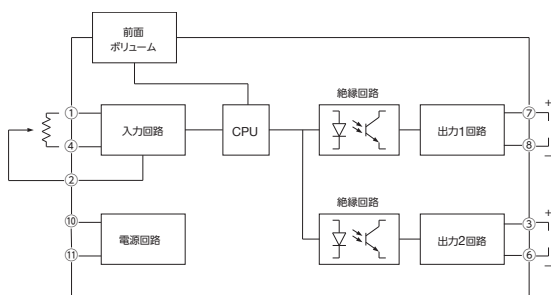 前面
ボリューム
絶縁回路
①
入力回路
CPU
出力1回路
⑦
+
④
⑧
−
②
絶縁回路
⑩
電源回路
出力2回路
③
+
⑪
⑥
−